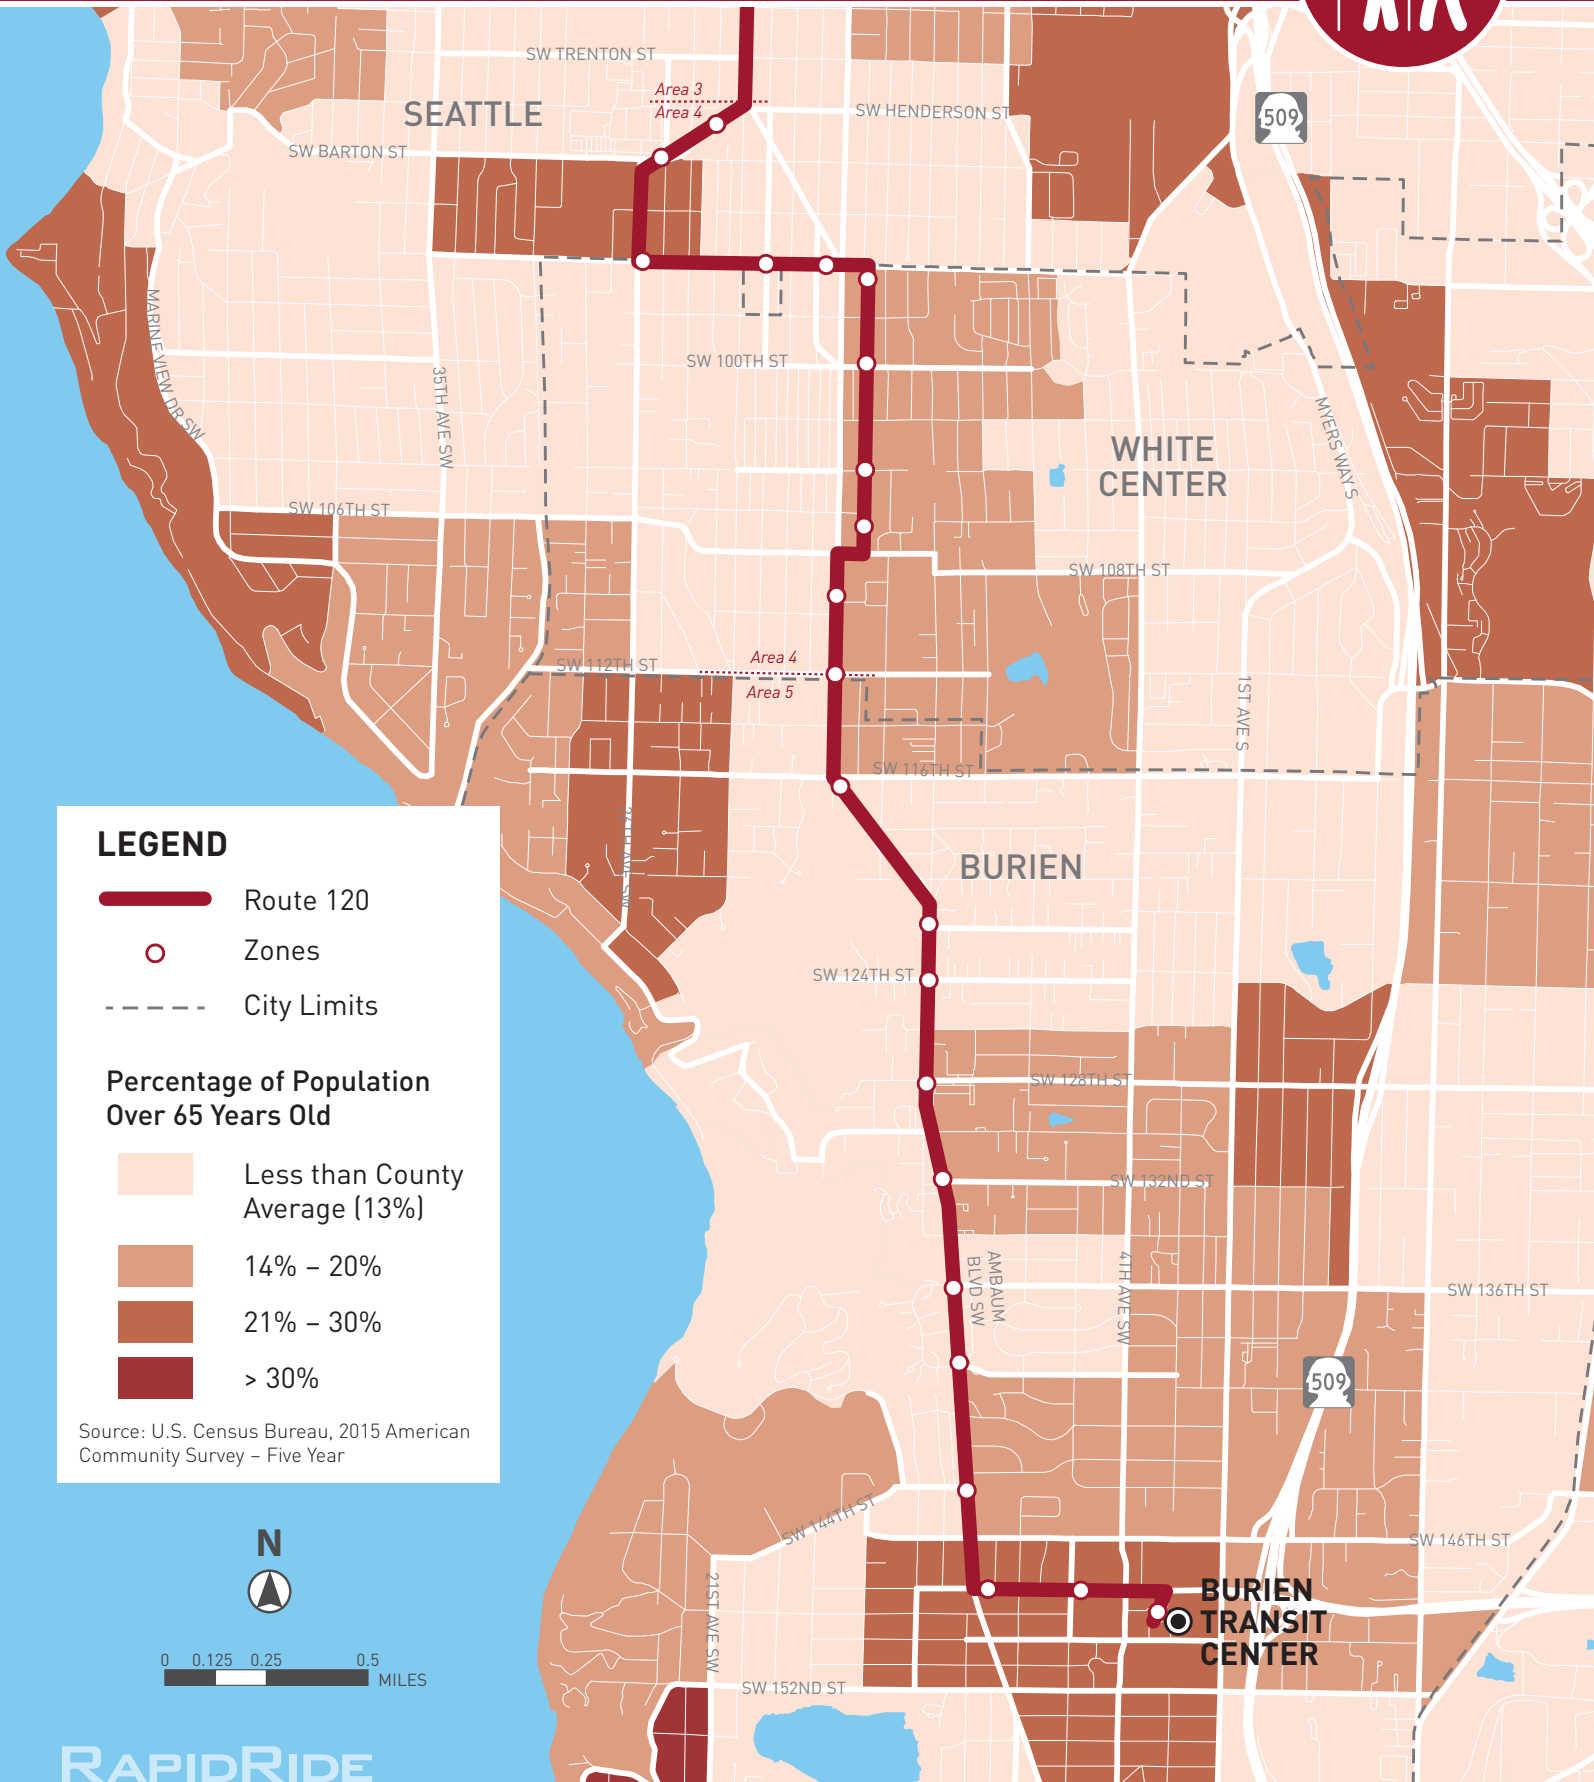 SW TRENTON ST
Area 3
Area 4
SEATTLE
SW HENDERSON ST
509
SW BARTON ST
MARINE VIEW DR SW
35TH AVE SW
SW 100TH ST
WHITE
CENTER
MYERS WAY S
SW 106TH ST
SW 108TH ST
SW 112TH ST
Area 4
Area 5
1ST AVE S
SW 116TH ST
BURIEN
SW 124TH ST
SW 128TH ST
SW 132ND ST
AMBAUM
BLVD SW
4TH AVE SW
SW 136TH ST
509
SW 144TH ST
SW 146TH ST
21ST AVE SW
BURIEN
TRANSIT
CENTER
SW 152ND ST
LEGEND
Route 120
Zones
City Limits
Percentage of Population
Over 65 Years Old
Less than County
Average (13%)
14% – 20%
21% – 30%
> 30%
Source: U.S. Census Bureau, 2015 American
Community Survey – Five Year
N
0 0.125 0.25 0.5
MILES
RAPIDRIDE